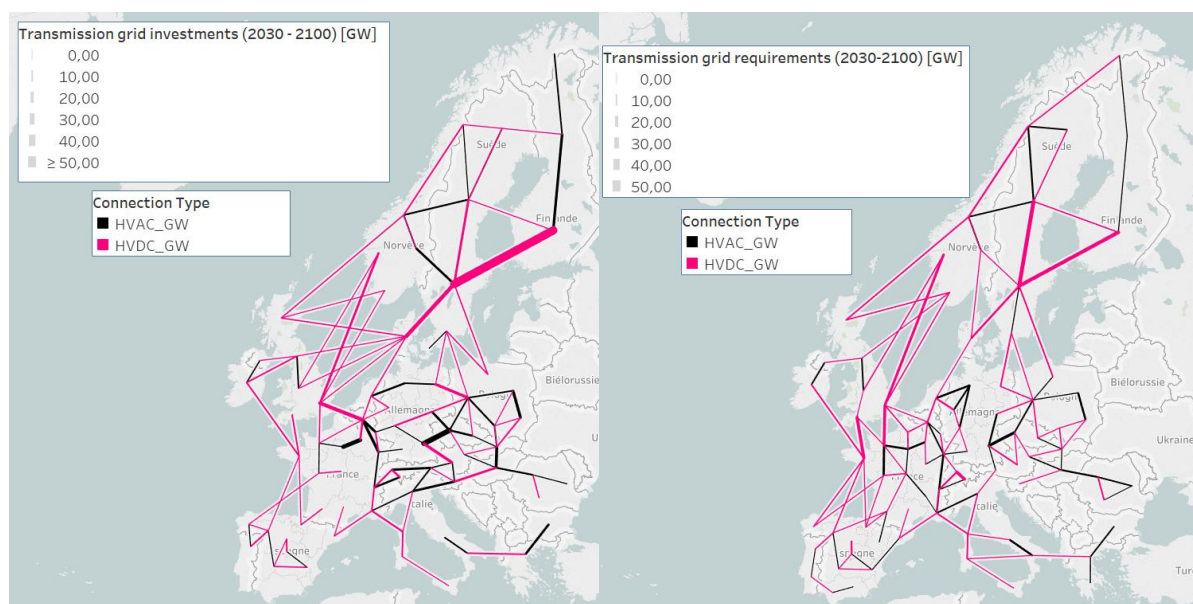 Transmission grid investments (2030 - 2100) [GW]
0,00
10,00
20,00
30,00
40,00
≥ 50,00
Connection Type
HVAC_GW
HVDC_GW
Suède
Finlande
Norvège
Biélorussie
Allemagne
France
Italie
U
Transmission grid requirements (2030-2100) [GW]
0,00
10,00
20,00
30,00
40,00
50,00
Connection Type
HVAC_GW
HVDC_GW
Suède
Finlande
Norvège
Biélorussie
Allemagne
Ukraine
France
Italie